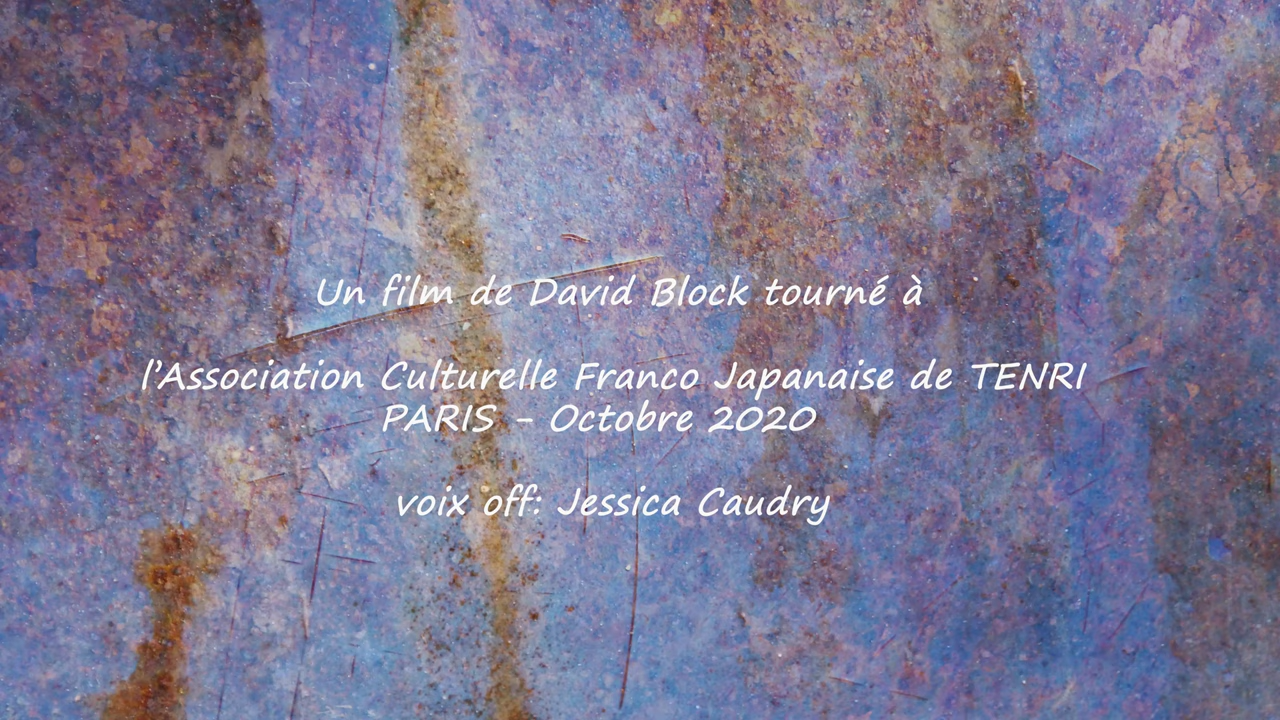 Un film de David Block tourné à
l’Association Culturelle Franco Japanaise de TENRI
PARIS - Octobre 2020
voix off: Jessica Caudry